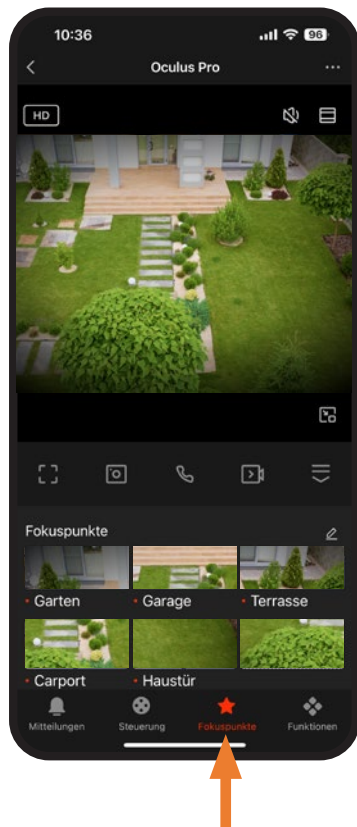 10:36
96
Oculus Pro
HD
Fokuspunkte
Garten
Garage
Terrasse
Carport
Haustür
Mitteilungen
Steuerung
Fokuspunkte
Funktionen